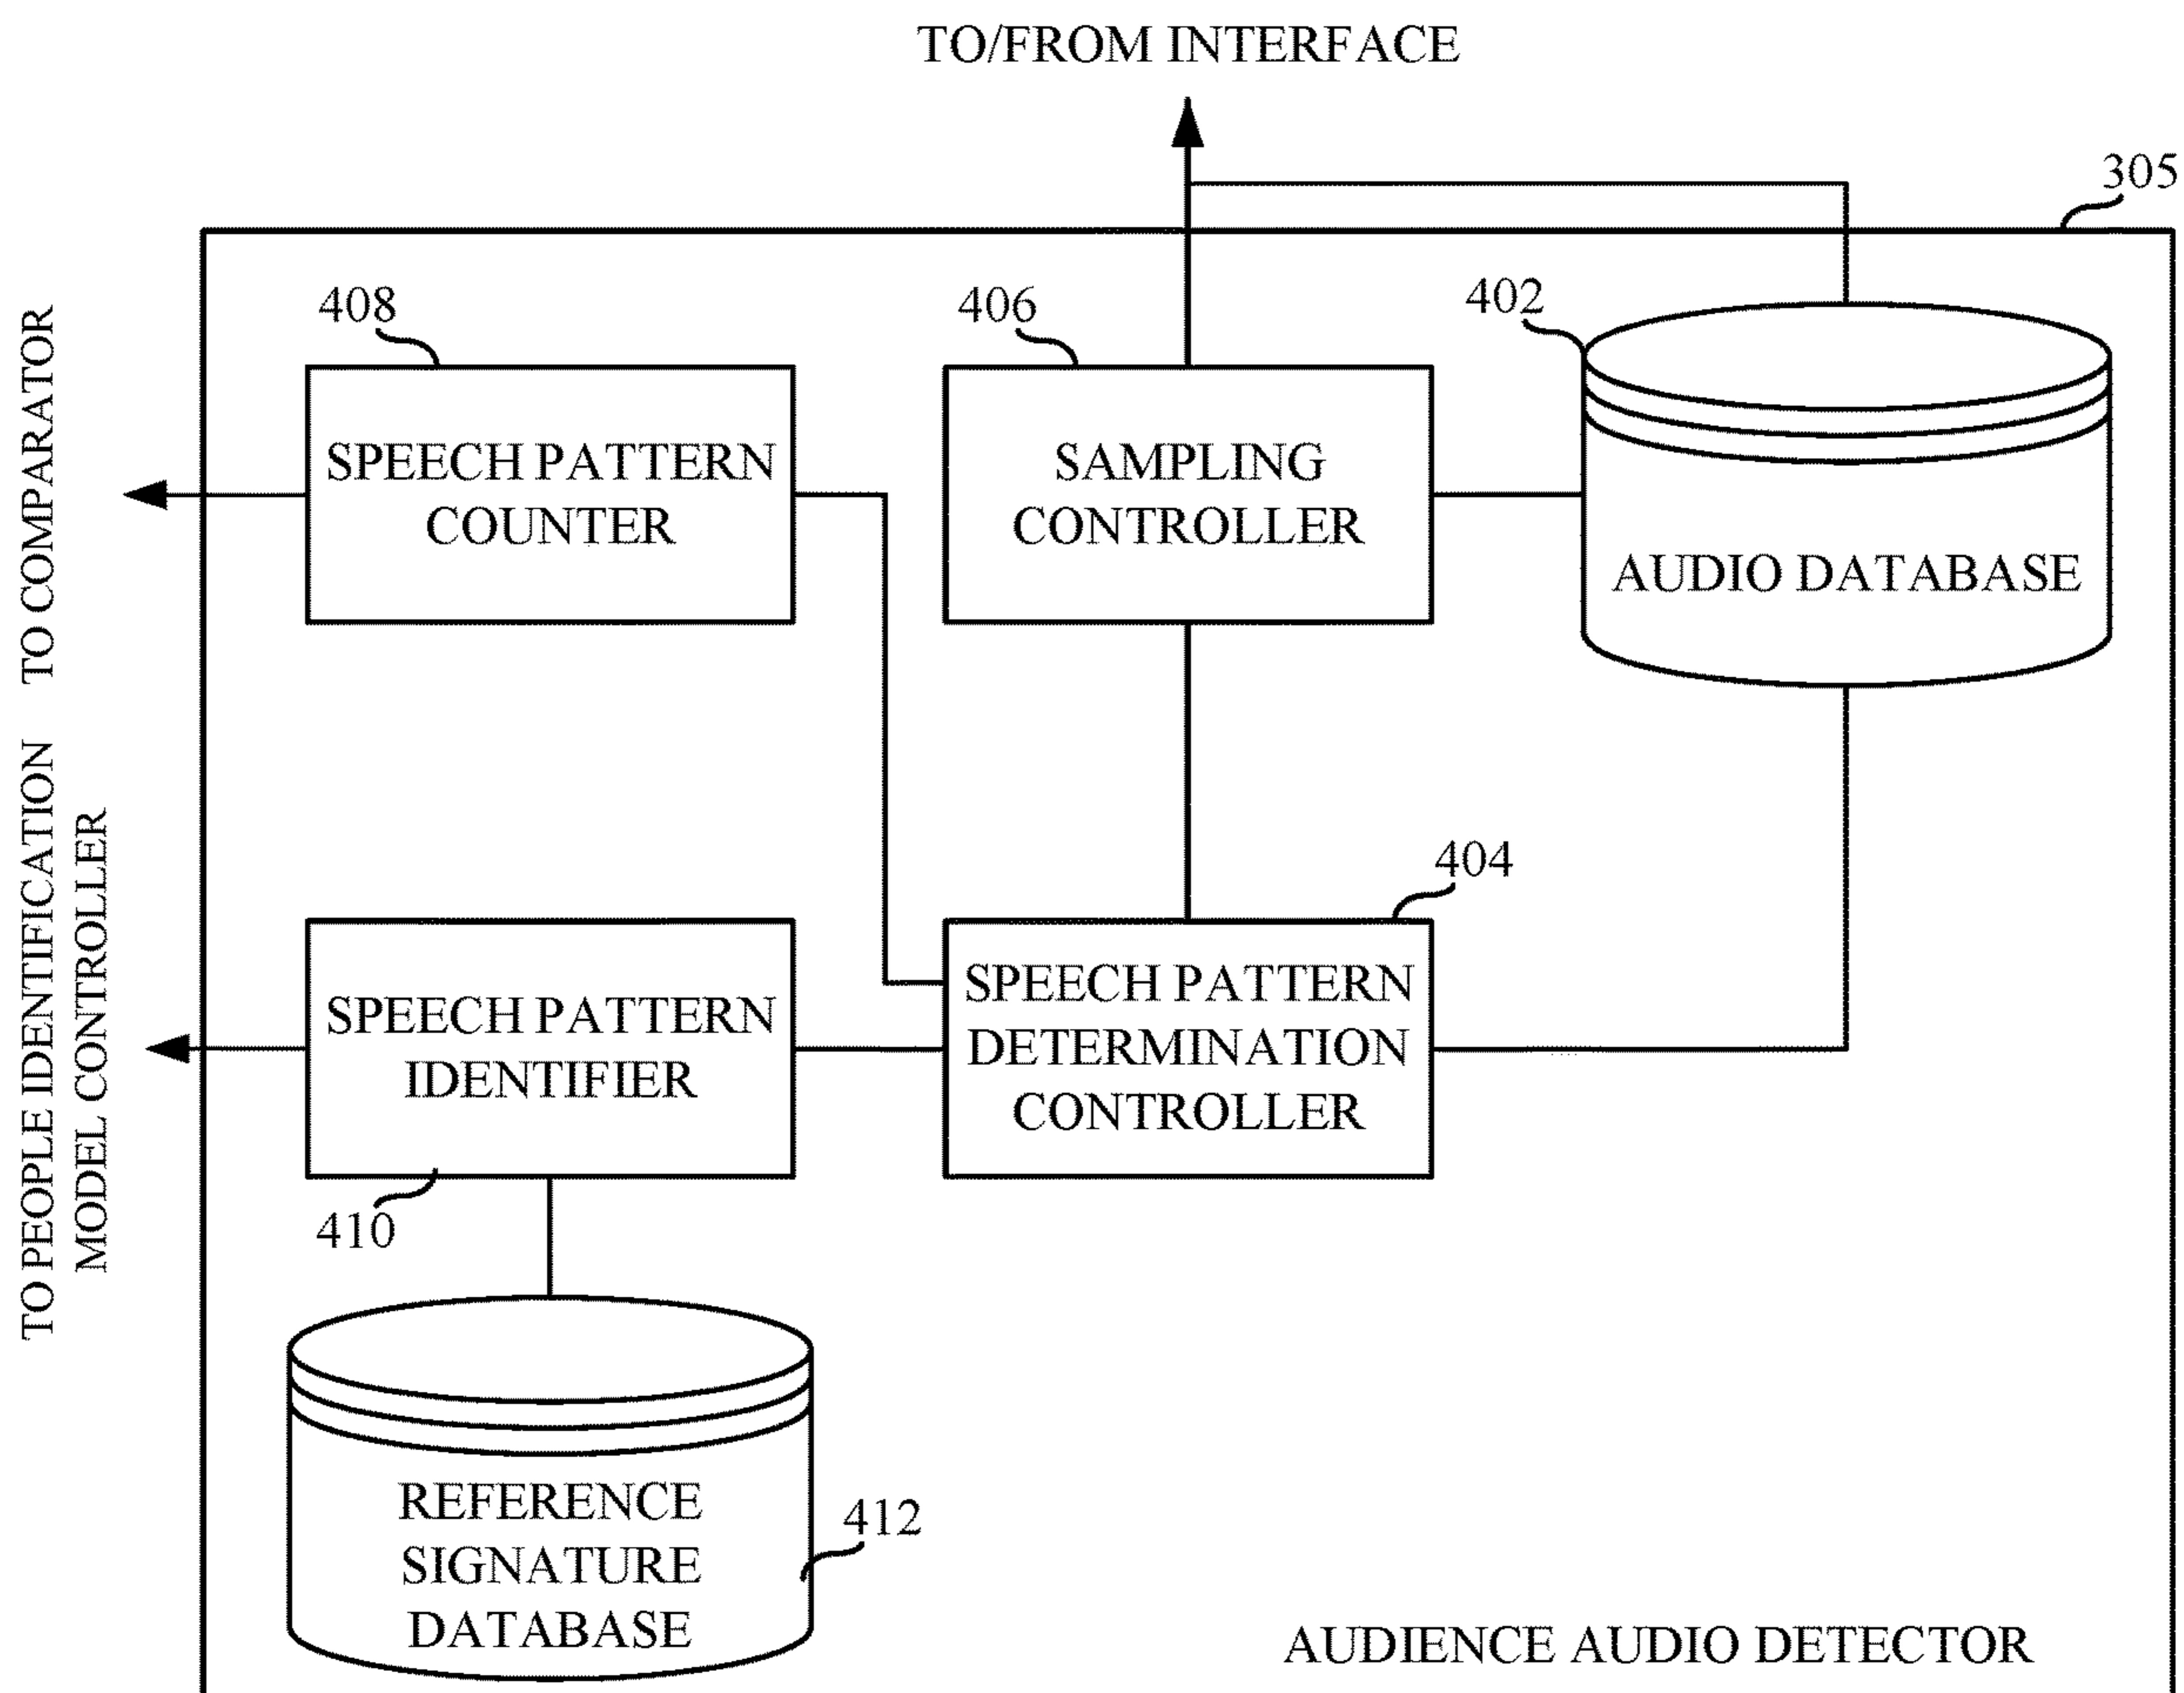 TO/FROM INTERFACE
305
408
406
402
SPEECH PATTERN
COUNTER
SAMPLING
CONTROLLER
AUDIO DATABASE
TO COMPARATOR
TO PEOPLE IDENTIFICATION
MODEL CONTROLLER
404
SPEECH PATTERN
IDENTIFIER
SPEECH PATTERN
DETERMINATION
CONTROLLER
410
REFERENCE
SIGNATURE
DATABASE
412
AUDIENCE AUDIO DETECTOR